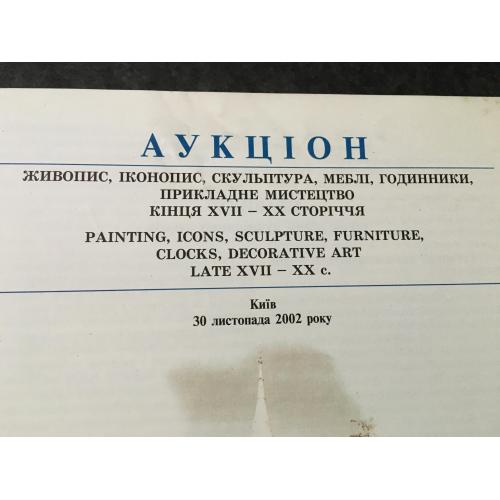 АУКЦІОН
ЖИВОПИС, ІКОНОПИС, СКУЛЬПТУРА, МЕБЛІ, ГОДИННИКИ,
ПРИКЛАДНЕ МИСТЕЦТВО
КІНЦЯ XVII – XX СТОРІЧЧЯ
PAINTING, ICONS, SCULPTURE, FURNITURE,
CLOCKS, DECORATIVE ART
LATE XVII – XX c.
Київ
30 листопада 2002 року